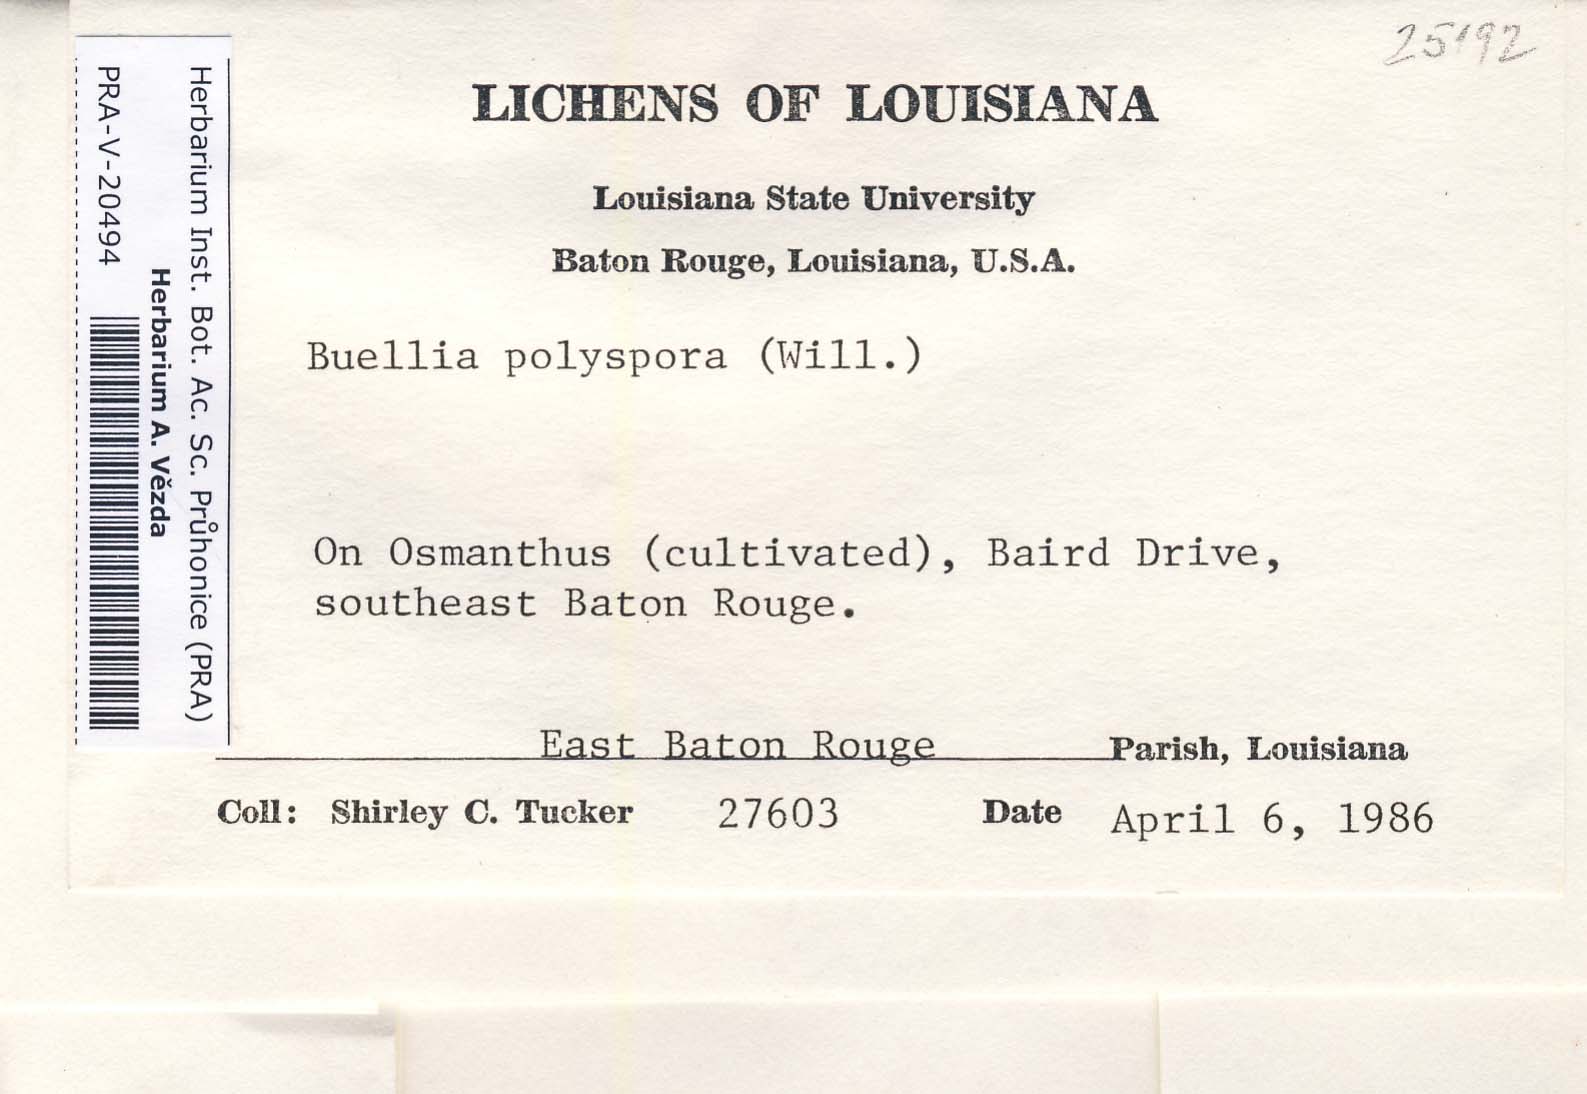 25192
LICHENS OF LOUISIANA
Louisiana State University
Baton Rouge, Louisiana, U.S.A.
Buellia polyspora (Will.)
On Osmanthus (cultivated), Baird Drive,
southeast Baton Rouge.
East Baton Rouge Parish, Louisiana
Coll: Shirley C. Tucker 27603 Date April 6, 1986
Herbarium Inst. Bot. Ac. Sc. Průhonice (PRA)
Herbarium A. Vězda
PRA-V-20494